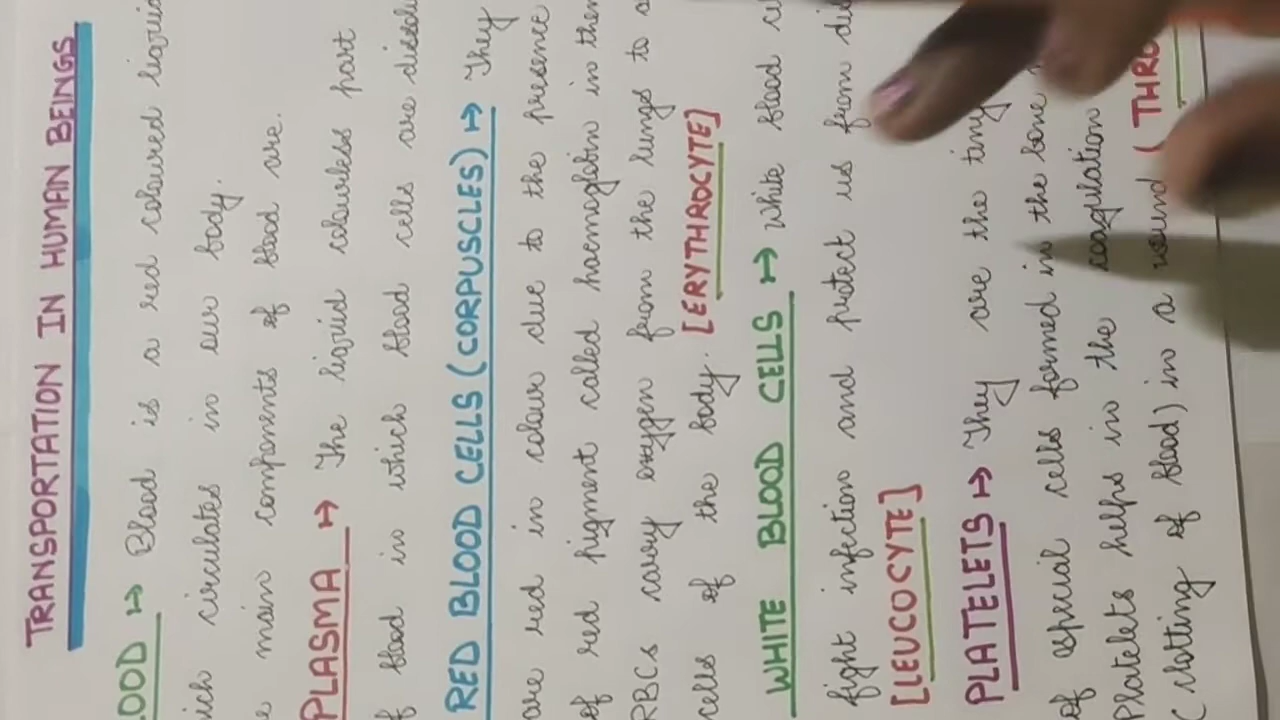 TRANSPORTATION IN HUMAN BEINGS
OOD → Blood is a red coloured
ich circulates in our body.
e main components of blood are.
PLASMA → The liquid colourless part
f blood in which blood cells are
RED BLOOD CELLS (CORPUSCLES) → They
are red in colour due to the presence
of red pigment called haemoglobin in
RBCs carry oxygen from the lungs to
cells of the body. [ERYTHROCYTE]
WHITE BLOOD CELLS → White blood
fight infection and protect us from
[LEUCOCYTE]
PLATELETS → They are the tiny
of especial cells formed in the bone
Platelets helps in the coagulation
( clotting of blood) in a wound ( THRO